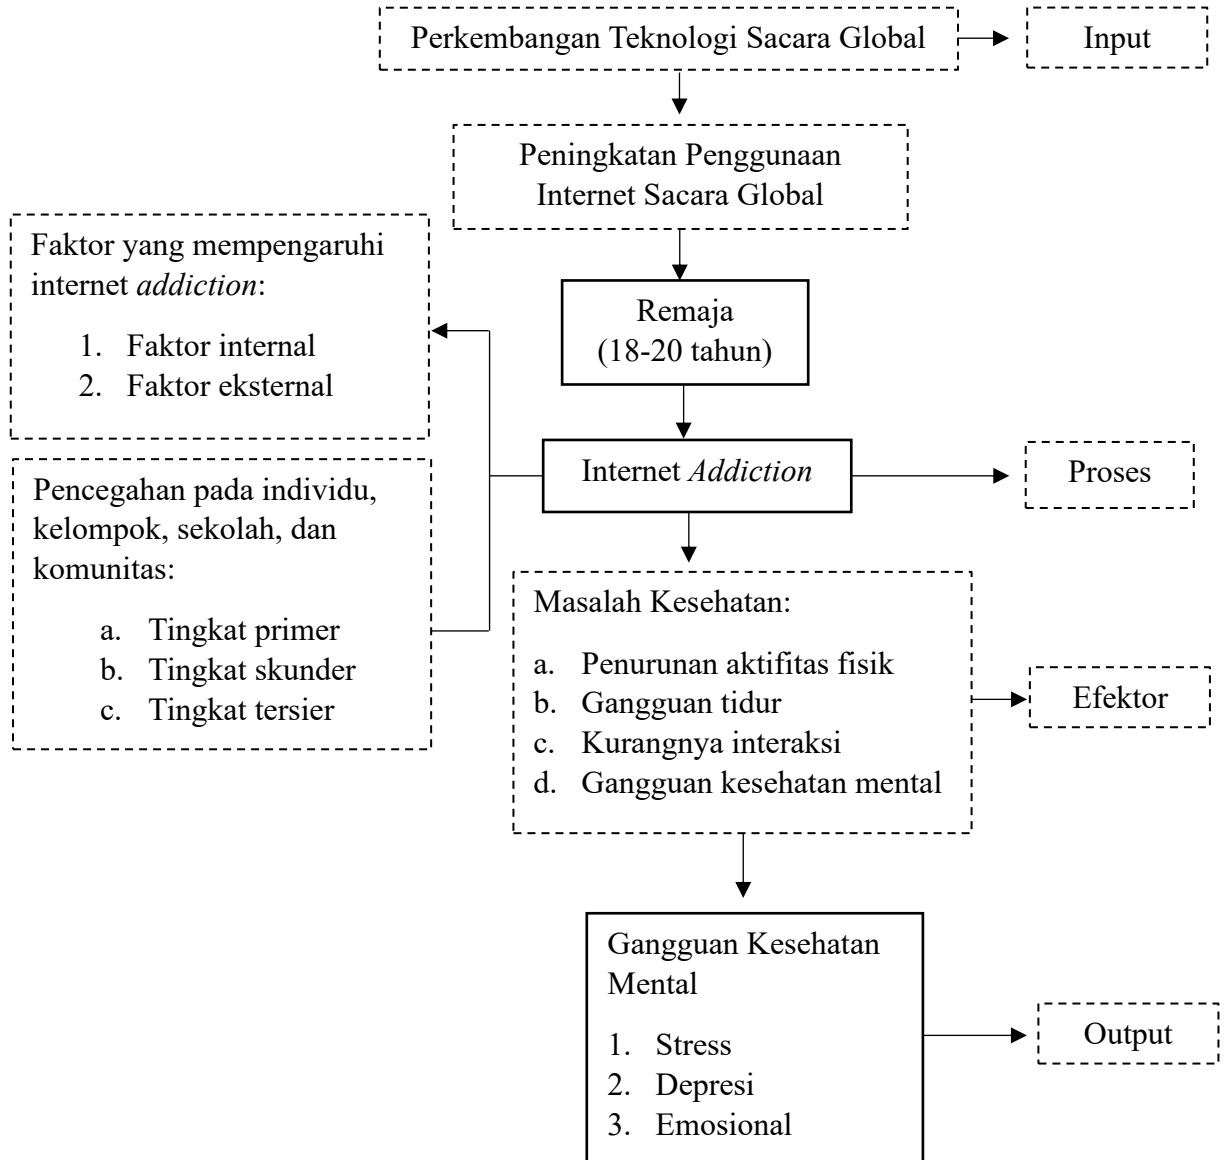 Perkembangan Teknologi Sacara Global
Input
Peningkatan Penggunaan
Internet Sacara Global
Faktor yang mempengaruhi
internet addiction:
1. Faktor internal
2. Faktor eksternal
Remaja
(18-20 tahun)
Internet Addiction
Proses
Pencegahan pada individu,
kelompok, sekolah, dan
komunitas:
a. Tingkat primer
b. Tingkat skunder
c. Tingkat tersier
Masalah Kesehatan:
a. Penurunan aktifitas fisik
b. Gangguan tidur
c. Kurangnya interaksi
d. Gangguan kesehatan mental
Efektor
Gangguan Kesehatan
Mental
1. Stress
2. Depresi
3. Emosional
Output